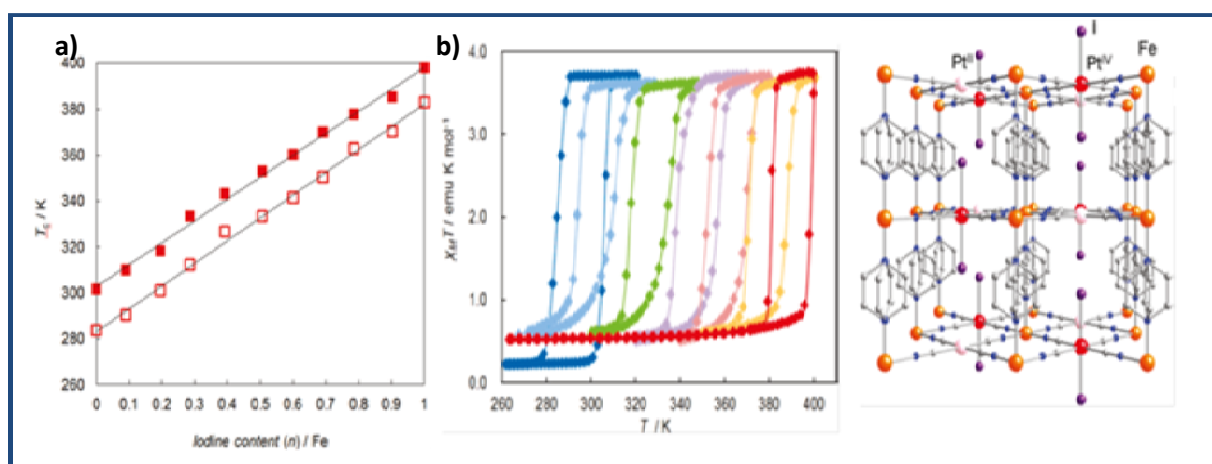 a)
400
380
360
340
320
300
280
260
T / K
0 0.1 0.2 0.3 0.4 0.5 0.6 0.7 0.8 0.9 1
Iodine content (n) / Fe
b)
4.0
3.0
2.0
1.0
0.0
χMT / emu K mol⁻¹
260 280 300 320 340 360 380 400
T / K
I
Ptᴵᴵ
Ptᴵⱽ
Fe